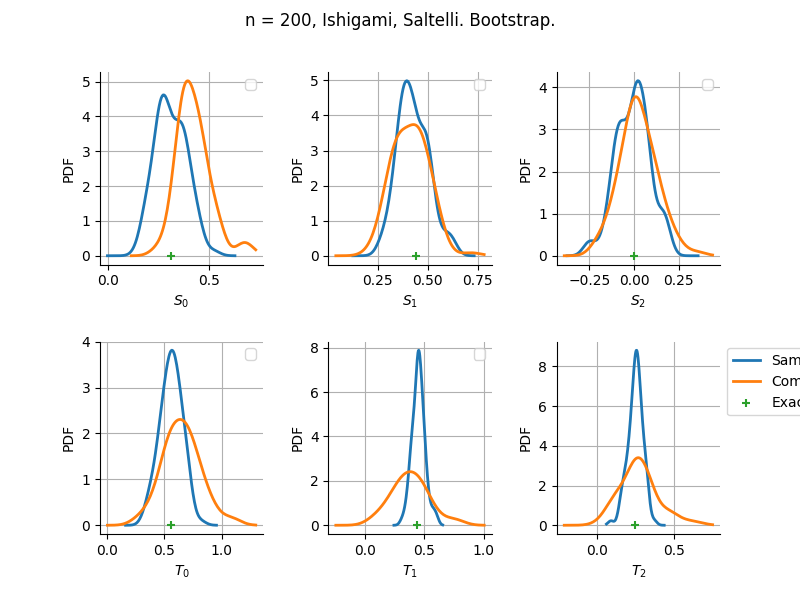 n = 200, Ishigami, Saltelli. Bootstrap.
5
4
3
2
1
0
PDF
0.0 0.5
S0
5
4
3
2
1
0
PDF
0.25 0.50 0.75
S1
4
3
2
1
0
PDF
−0.25 0.00 0.25
S2
4
3
2
1
0
PDF
0.0 0.5 1.0
T0
8
6
4
2
0
PDF
0.0 0.5 1.0
T1
8
6
4
2
0
PDF
0.0 0.5
T2
Sam
Com
Exac